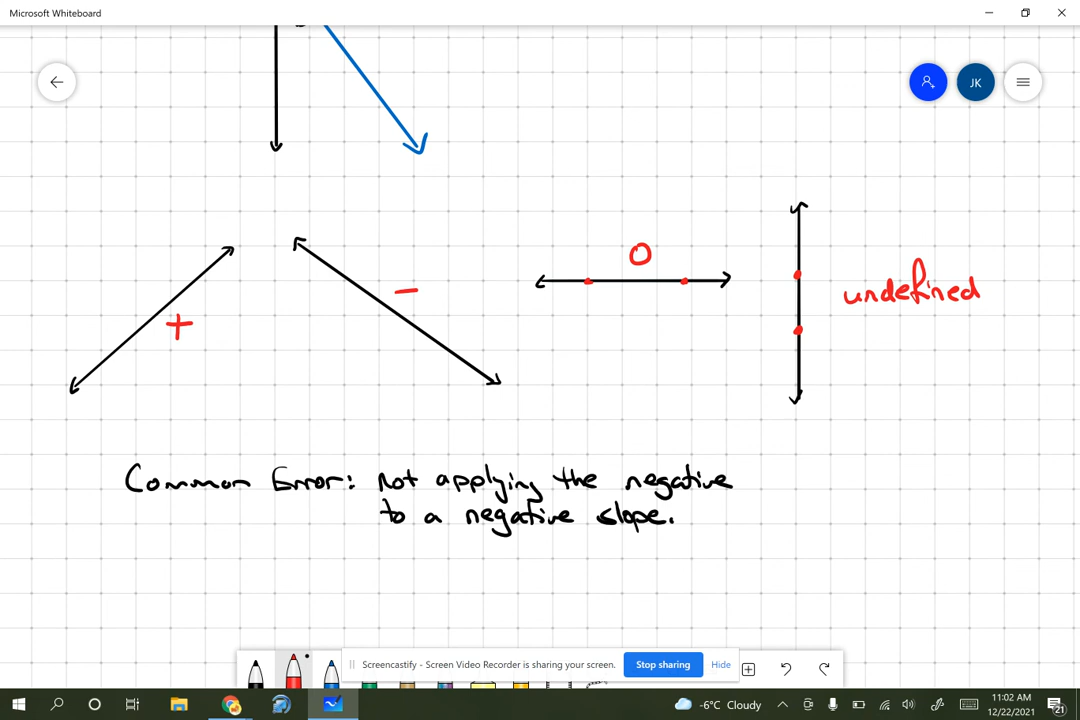 Microsoft Whiteboard
JK
+
-
0
undefined
Common Error: Not applying the negative
to a negative slope.
Screencastify - Screen Video Recorder is sharing your screen.
Stop sharing
Hide
-6°C Cloudy
11:02 AM
12/22/2021
21